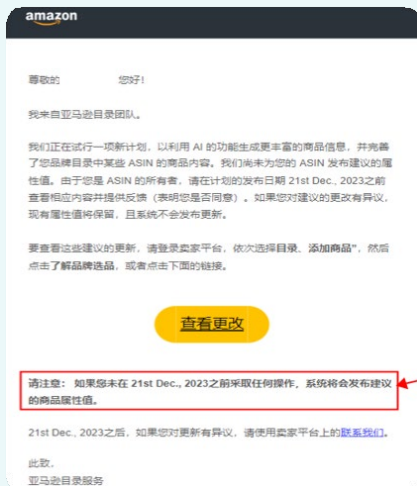 amazon
尊敬的 您好！
我来自亚马逊目录团队。
我们正在试行一项新计划，以利用 AI 的功能生成更丰富的商品信息，并完善
了您品牌目录中某些 ASIN 的商品内容。我们尚未为您的 ASIN 发布建议的属
性值。由于您是 ASIN 的所有者，请在计划的发布日期 21st Dec., 2023之前
查看相应内容并提供反馈（表明您是否同意）。如果您对建议的更改有异议，
现有属性值将保留，且系统不会发布更新。
要查看这些建议的更新，请登录卖家平台，依次选择目录、添加商品"，然后
点击了解品牌选品，或者点击下面的链接。
查看更改
请注意： 如果您未在 21st Dec., 2023之前采取任何操作，系统将会发布建议
的商品属性值。
21st Dec., 2023之后，如果您对更新有异议，请使用卖家平台上的联系我们。
此致，
亚马逊目录服务